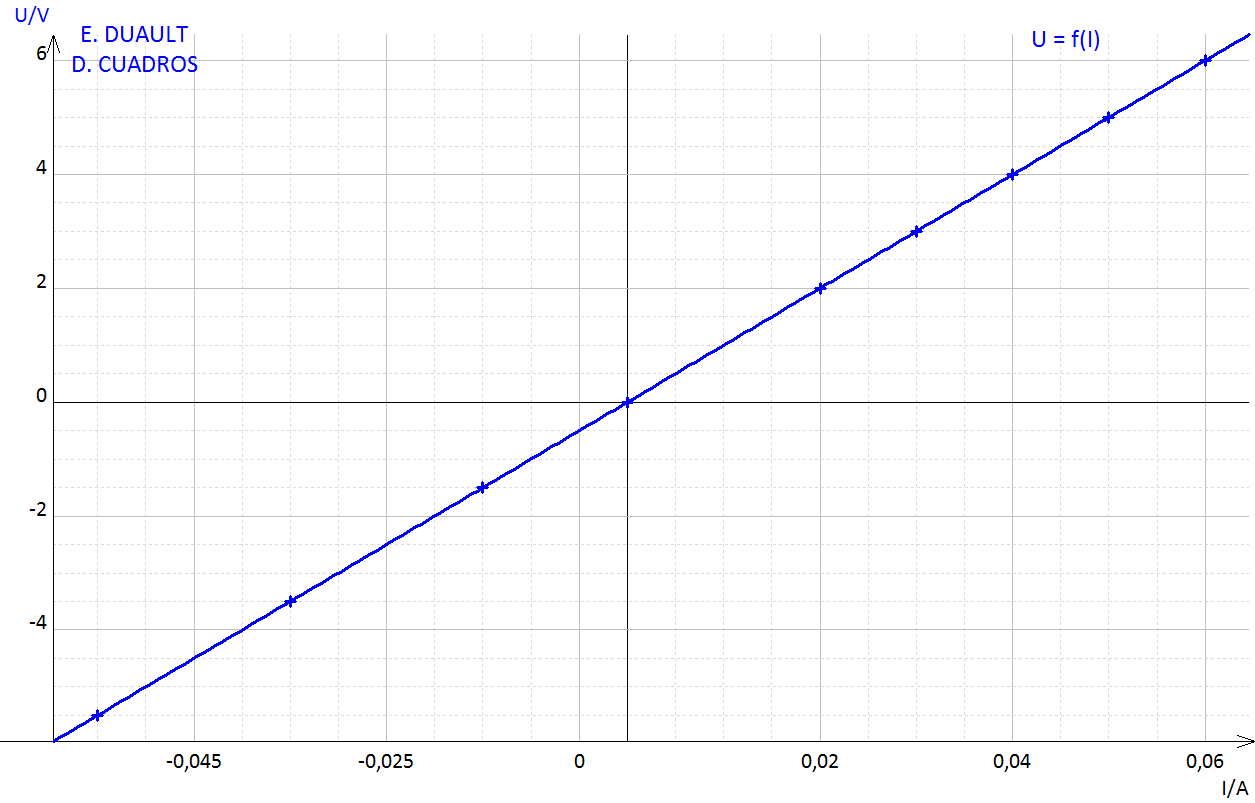 U/V
E. DUAULT
D. CUADROS
U = f(I)
6
4
2
0
-2
-4
-0,045
-0,025
0
0,02
0,04
0,06
I/A